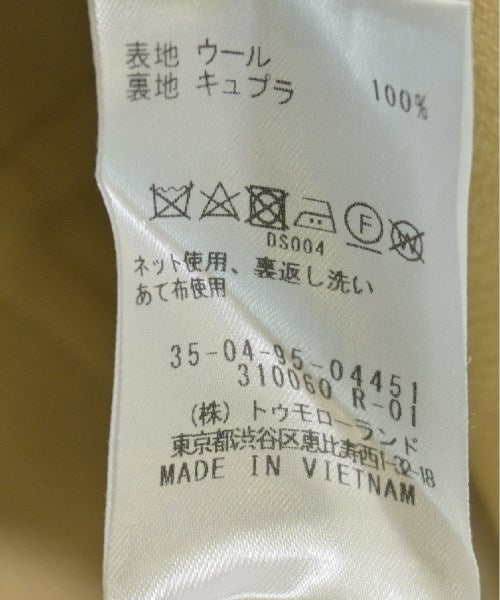 表地 ウール
裏地 キュプラ 100%
F W
DS004
ネット使用、裏返し洗い
あて布使用
35-04-95-04451
310060 R-01
(株) トゥモローランド
東京都渋谷区恵比寿西1-32-18
MADE IN VIETNAM